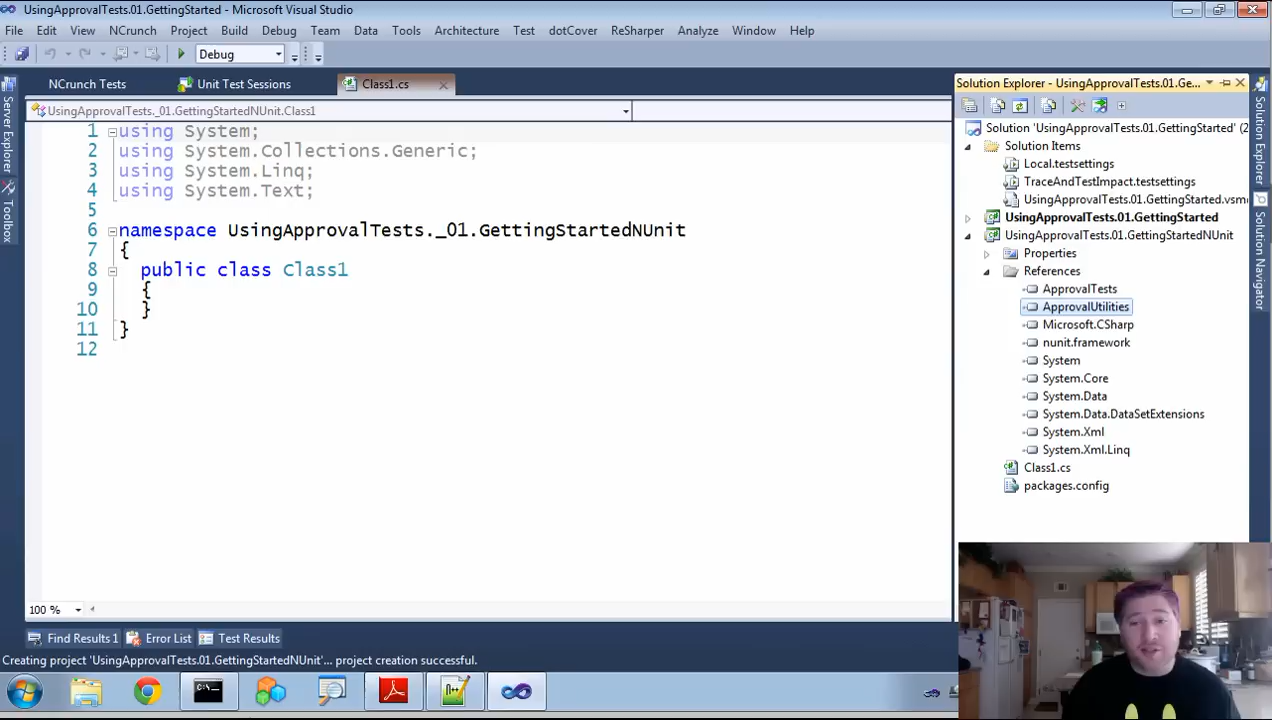 UsingApprovalTests.01.GettingStarted - Microsoft Visual Studio
File Edit View NCrunch Project Build Debug Team Data Tools Architecture Test dotCover ReSharper Analyze Window Help
Debug
NCrunch Tests Unit Test Sessions Class1.cs
UsingApprovalTests._01.GettingStartedNUnit.Class1
1 using System;
2 using System.Collections.Generic;
3 using System.Linq;
4 using System.Text;
5
6 namespace UsingApprovalTests._01.GettingStartedNUnit
7 {
8 public class Class1
9 {
10 }
11 }
12
100 %
Server Explorer
Toolbox
Solution Explorer - UsingApprovalTests.01.Ge...
Solution 'UsingApprovalTests.01.GettingStarted' (2
Solution Items
Local.testsettings
TraceAndTestImpact.testsettings
UsingApprovalTests.01.GettingStarted.vsm
UsingApprovalTests.01.GettingStarted
UsingApprovalTests.01.GettingStartedNUnit
Properties
References
ApprovalTests
ApprovalUtilities
Microsoft.CSharp
nunit.framework
System
System.Core
System.Data
System.Data.DataSetExtensions
System.Xml
System.Xml.Linq
Class1.cs
packages.config
Solution Explorer
Solution Navigator
Find Results 1 Error List Test Results
Creating project 'UsingApprovalTests.01.GettingStartedNUnit'... project creation successful.